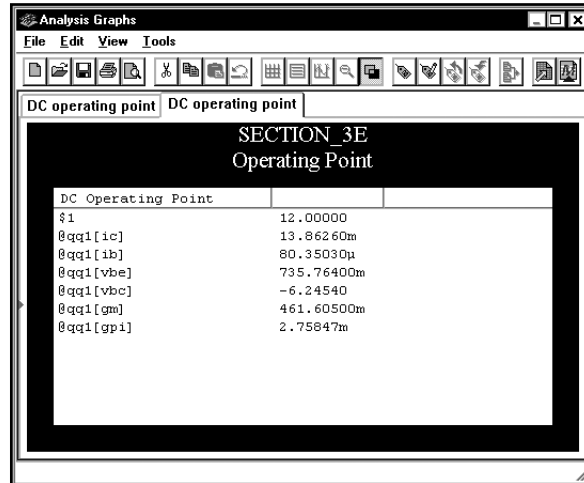 Analysis Graphs
File Edit View Tools
DC operating point DC operating point
SECTION_3E
Operating Point
DC Operating Point
$1 12.00000
@qq1[ic] 13.86260m
@qq1[ib] 80.35030µ
@qq1[vbe] 735.76400m
@qq1[vbc] -6.24540
@qq1[gm] 461.60500m
@qq1[gpi] 2.75847m